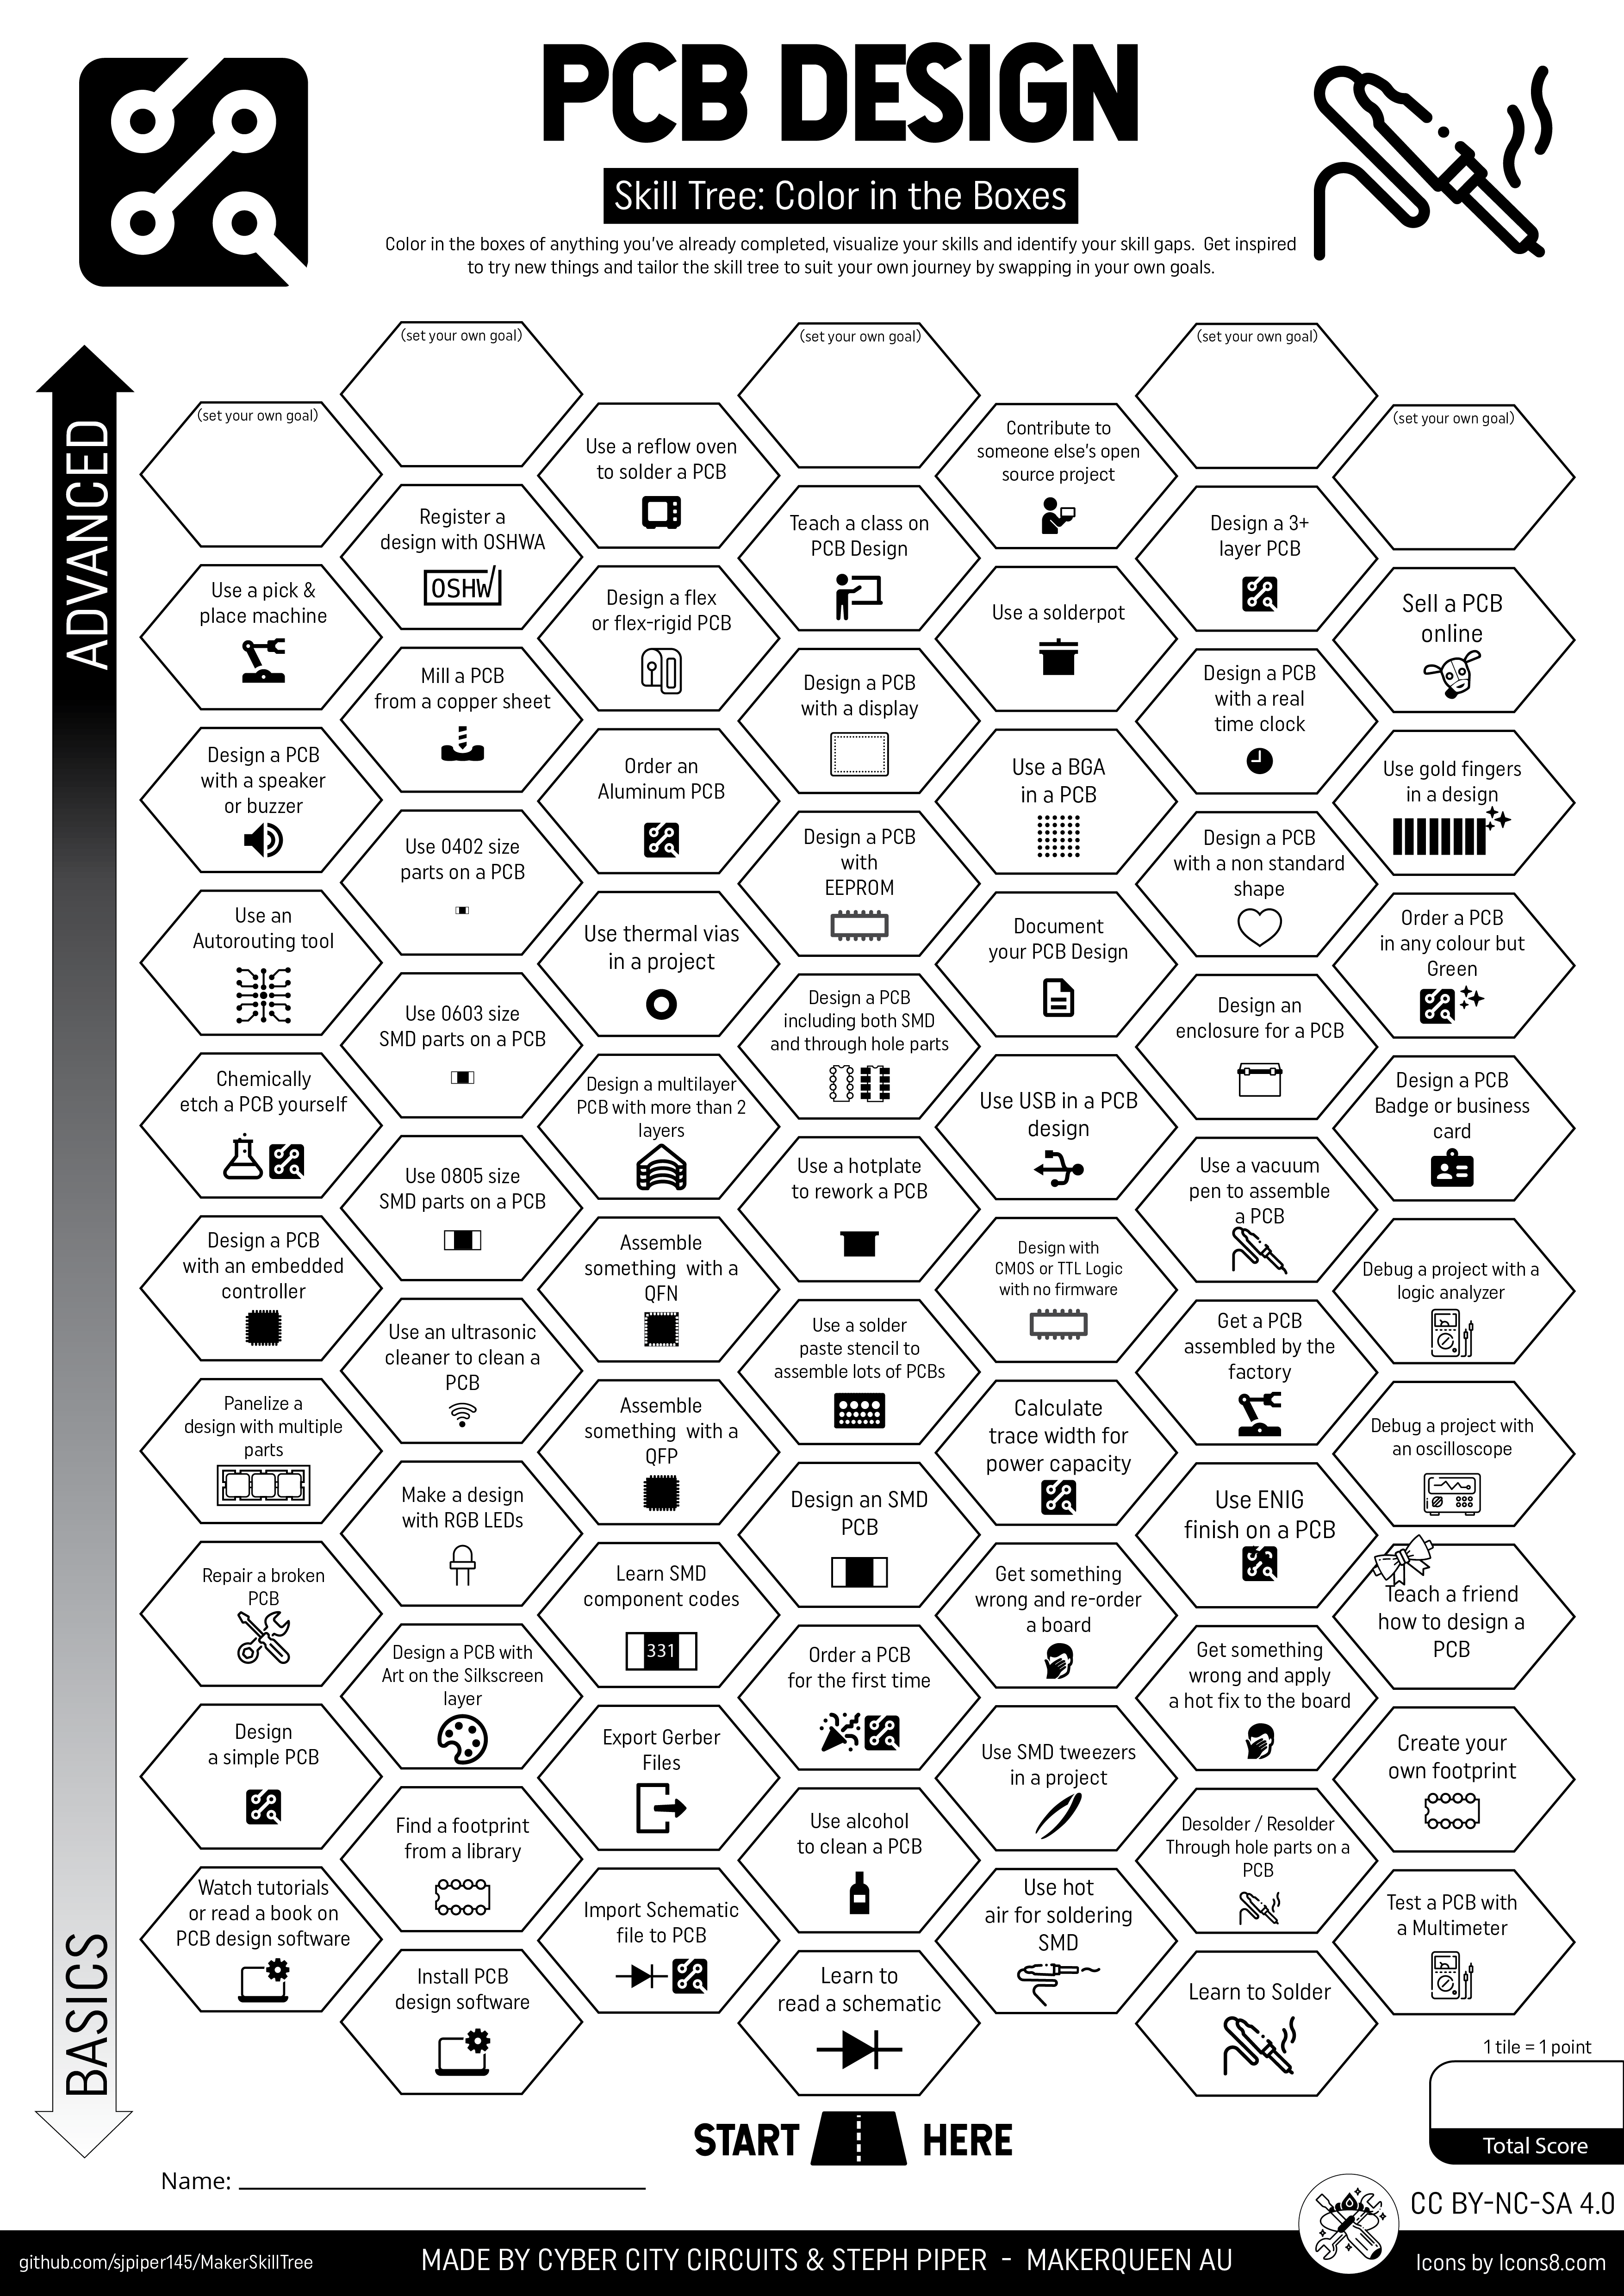 PCB DESIGN
Skill Tree: Color in the Boxes
Color in the boxes of anything you've already completed, visualize your skills and identify your skill gaps. Get inspired
to try new things and tailor the skill tree to suit your own journey by swapping in your own goals.
ADVANCED
BASICS
(set your own goal)
(set your own goal)
(set your own goal)
(set your own goal)
(set your own goal)
Use a reflow oven
to solder a PCB
Contribute to
someone else's open
source project
Register a
design with OSHWA
OSHW
Teach a class on
PCB Design
Design a 3+
layer PCB
Use a pick &
place machine
Design a flex
or flex-rigid PCB
Use a solderpot
Sell a PCB
online
Mill a PCB
from a copper sheet
Design a PCB
with a display
Design a PCB
with a real
time clock
Design a PCB
with a speaker
or buzzer
Order an
Aluminum PCB
Use a BGA
in a PCB
Use gold fingers
in a design
Use 0402 size
parts on a PCB
Design a PCB
with
EEPROM
Design a PCB
with a non standard
shape
Use an
Autorouting tool
Use thermal vias
in a project
Document
your PCB Design
Order a PCB
in any colour but
Green
Use 0603 size
SMD parts on a PCB
Design a PCB
including both SMD
and through hole parts
Design an
enclosure for a PCB
Chemically
etch a PCB yourself
Design a multilayer
PCB with more than 2
layers
Use USB in a PCB
design
Design a PCB
Badge or business
card
Use 0805 size
SMD parts on a PCB
Use a hotplate
to rework a PCB
Use a vacuum
pen to assemble
a PCB
Design a PCB
with an embedded
controller
Assemble
something with a
QFN
Design with
CMOS or TTL Logic
with no firmware
Debug a project with a
logic analyzer
Use an ultrasonic
cleaner to clean a
PCB
Use a solder
paste stencil to
assemble lots of PCBs
Get a PCB
assembled by the
factory
Panelize a
design with multiple
parts
Assemble
something with a
QFP
Calculate
trace width for
power capacity
Debug a project with
an oscilloscope
Make a design
with RGB LEDs
Design an SMD
PCB
Use ENIG
finish on a PCB
Repair a broken
PCB
Learn SMD
component codes
331
Get something
wrong and re-order
a board
Teach a friend
how to design a
PCB
Design a PCB with
Art on the Silkscreen
layer
Order a PCB
for the first time
Get something
wrong and apply
a hot fix to the board
Design
a simple PCB
Export Gerber
Files
Use SMD tweezers
in a project
Create your
own footprint
Find a footprint
from a library
Use alcohol
to clean a PCB
Desolder / Resolder
Through hole parts on a
PCB
Watch tutorials
or read a book on
PCB design software
Import Schematic
file to PCB
Use hot
air for soldering
SMD
Test a PCB with
a Multimeter
Install PCB
design software
Learn to
read a schematic
Learn to Solder
1 tile = 1 point
Total Score
START HERE
Name:
CC BY-NC-SA 4.0
github.com/sjpiper145/MakerSkillTree
MADE BY CYBER CITY CIRCUITS & STEPH PIPER - MAKERQUEEN AU
Icons by Icons8.com